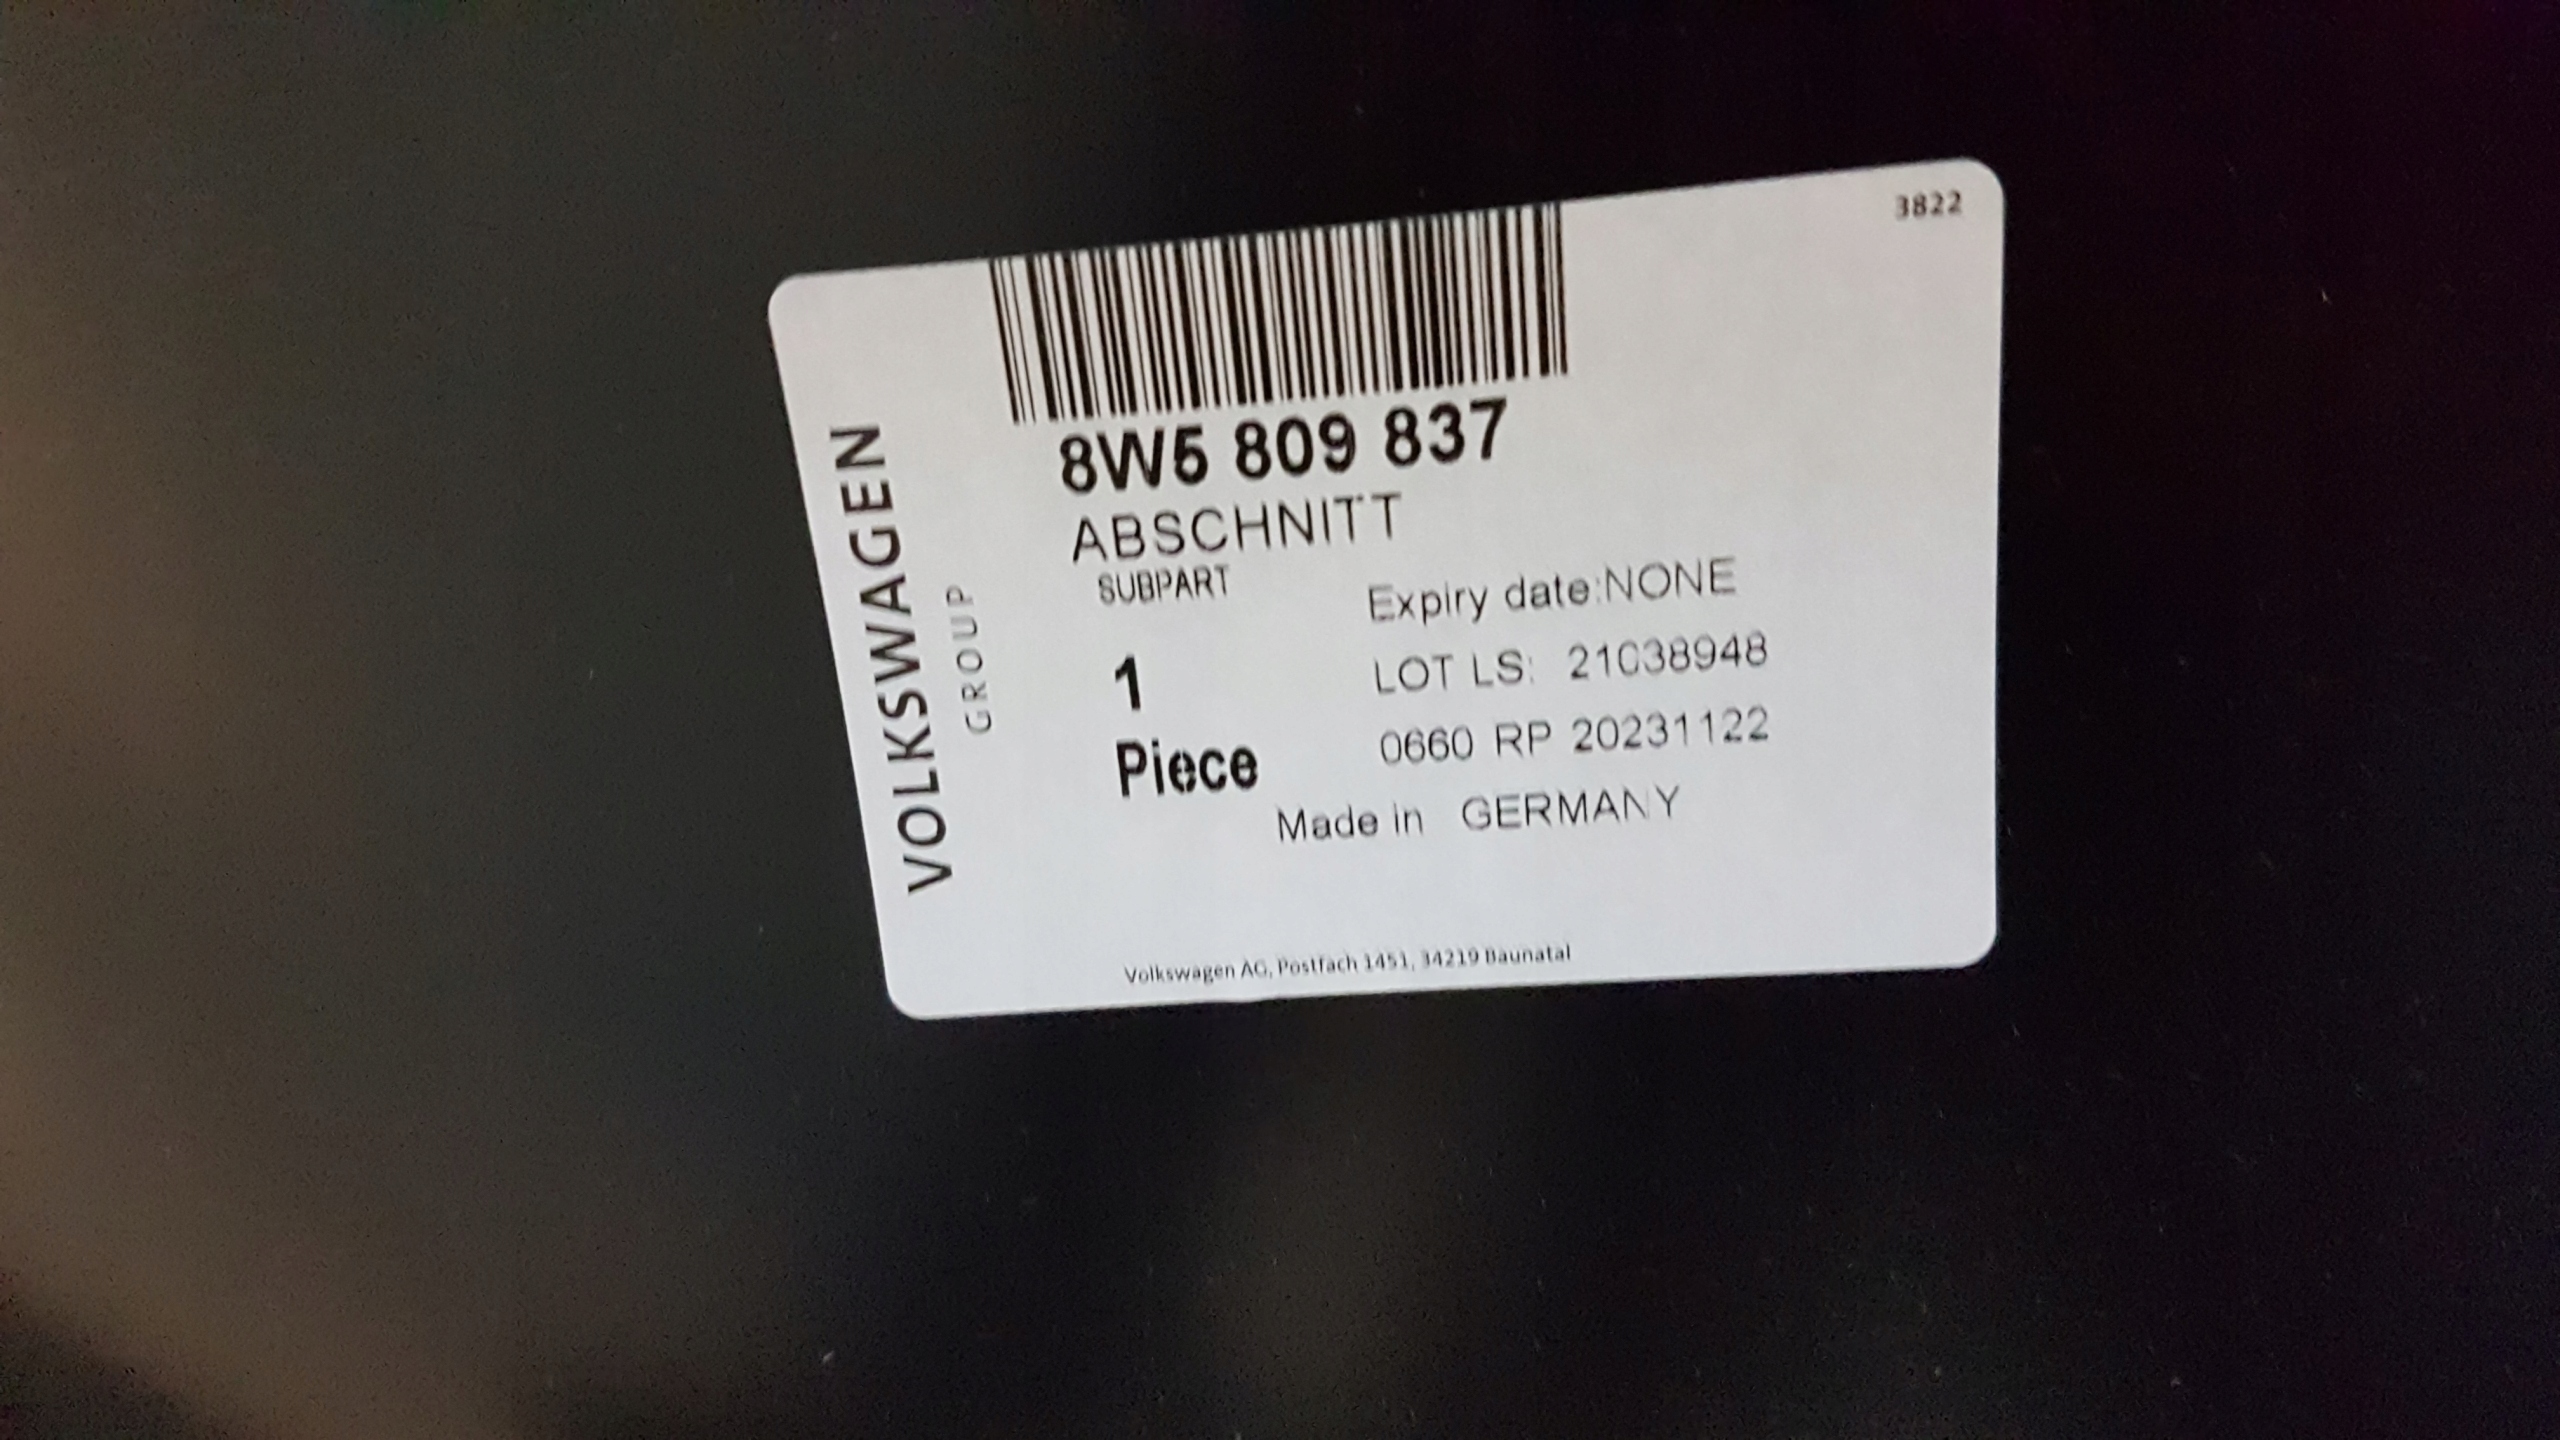 3822
8W5 809 837
ABSCHNITT
SUBPART
1
Piece
Expiry date:NONE
LOT LS: 21038948
0660 RP 20231122
Made in GERMANY
VOLKSWAGEN
GROUP
Volkswagen AG, Postfach 1451, 34219 Baunatal